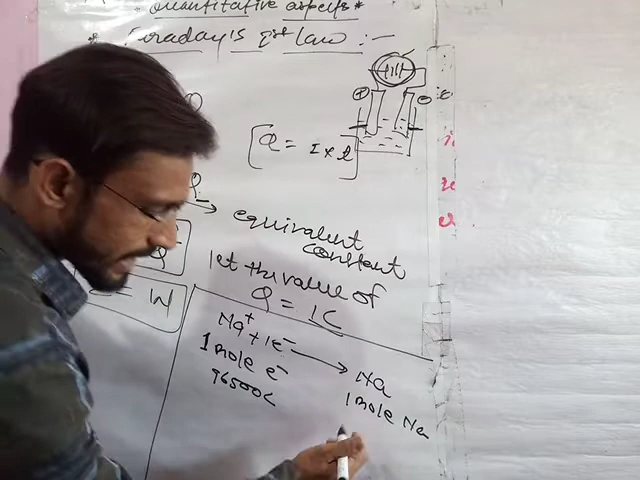 * Quantitative aspects *
* Faraday's Ist law :-
+
-
Q
[Q = I x t]
Q
→ equivalent
constant
Q
let the value of
Q = 1C
= W
Na⁺ + 1e⁻ → Na
1 mole e⁻
1 mole Na
96500C